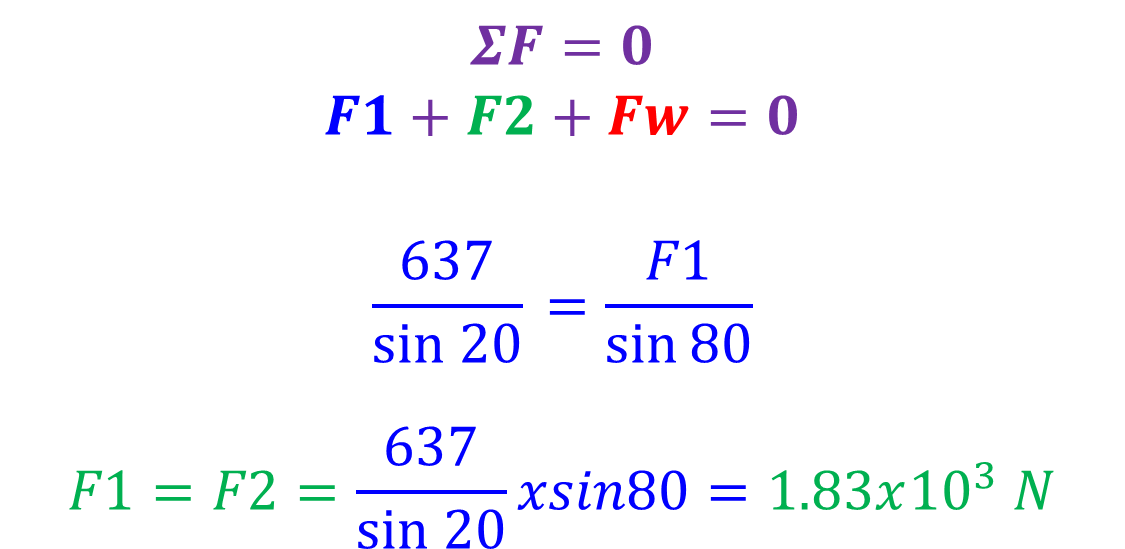 ΣF = 0
F1 + F2 + Fw = 0
637/sin 20 = F1/sin 80
F1 = F2 = 637/sin 20 xsin80 = 1.83x10³ N